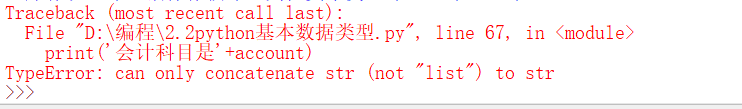 Traceback (most recent call last):
  File "D:\编程\2.2python基本数据类型.py", line 67, in <module>
    print('会计科目是'+account)
TypeError: can only concatenate str (not "list") to str
>>>